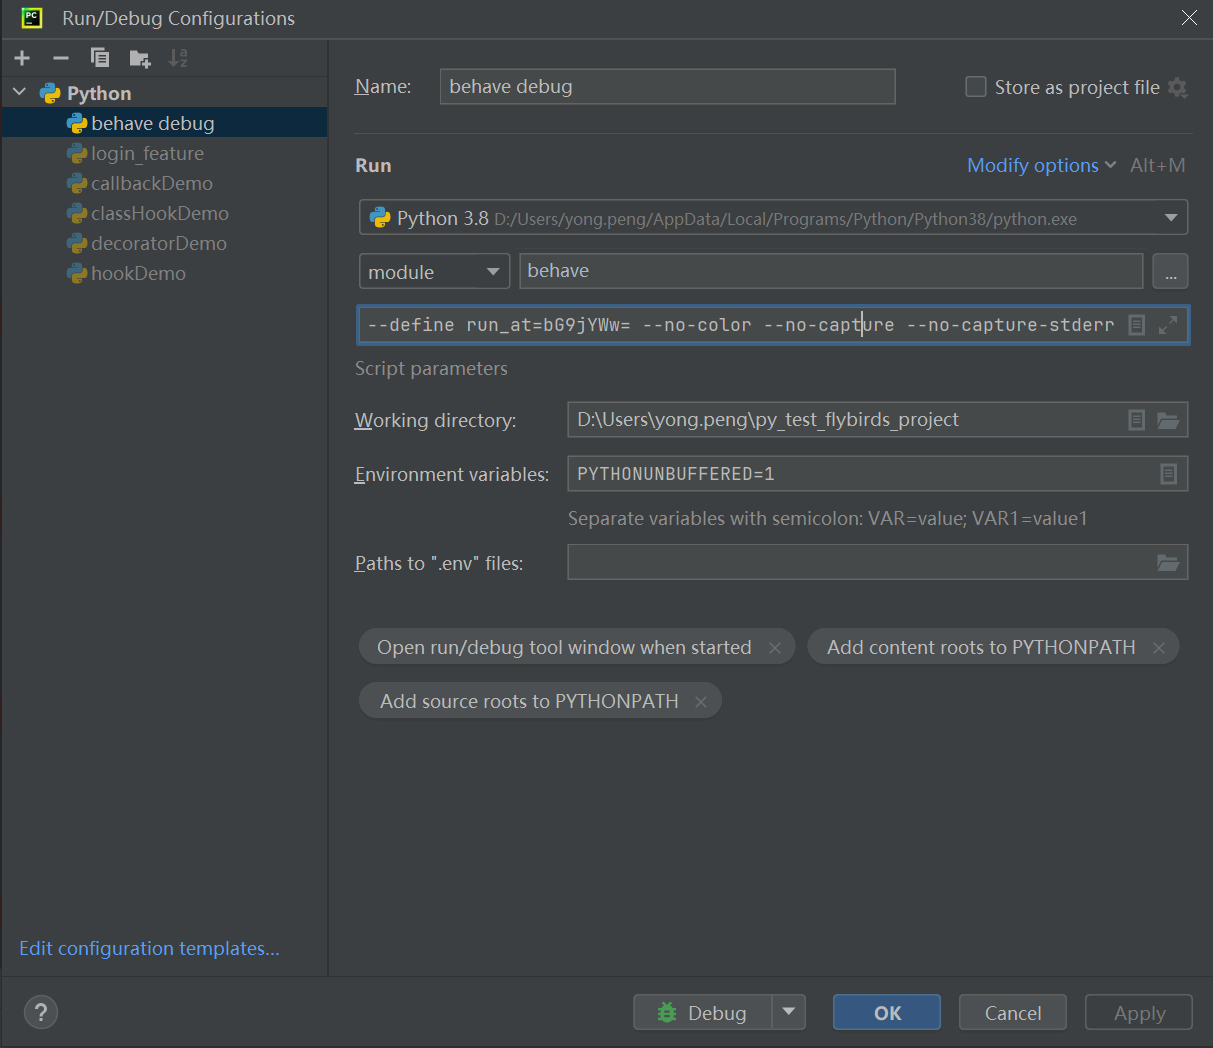 PC
Run/Debug Configurations
Python
behave debug
login_feature
callbackDemo
classHookDemo
decoratorDemo
hookDemo
Edit configuration templates...
Name:
behave debug
Store as project file
Run
Modify options
Alt+M
Python 3.8 D:/Users/yong.peng/AppData/Local/Programs/Python/Python38/python.exe
module
behave
...
--define run_at=bG9jYWw= --no-color --no-capture --no-capture-stderr
Script parameters
Working directory:
D:\Users\yong.peng\py_test_flybirds_project
Environment variables:
PYTHONUNBUFFERED=1
Separate variables with semicolon: VAR=value; VAR1=value1
Paths to ".env" files:
Open run/debug tool window when started
Add content roots to PYTHONPATH
Add source roots to PYTHONPATH
?
Debug
OK
Cancel
Apply